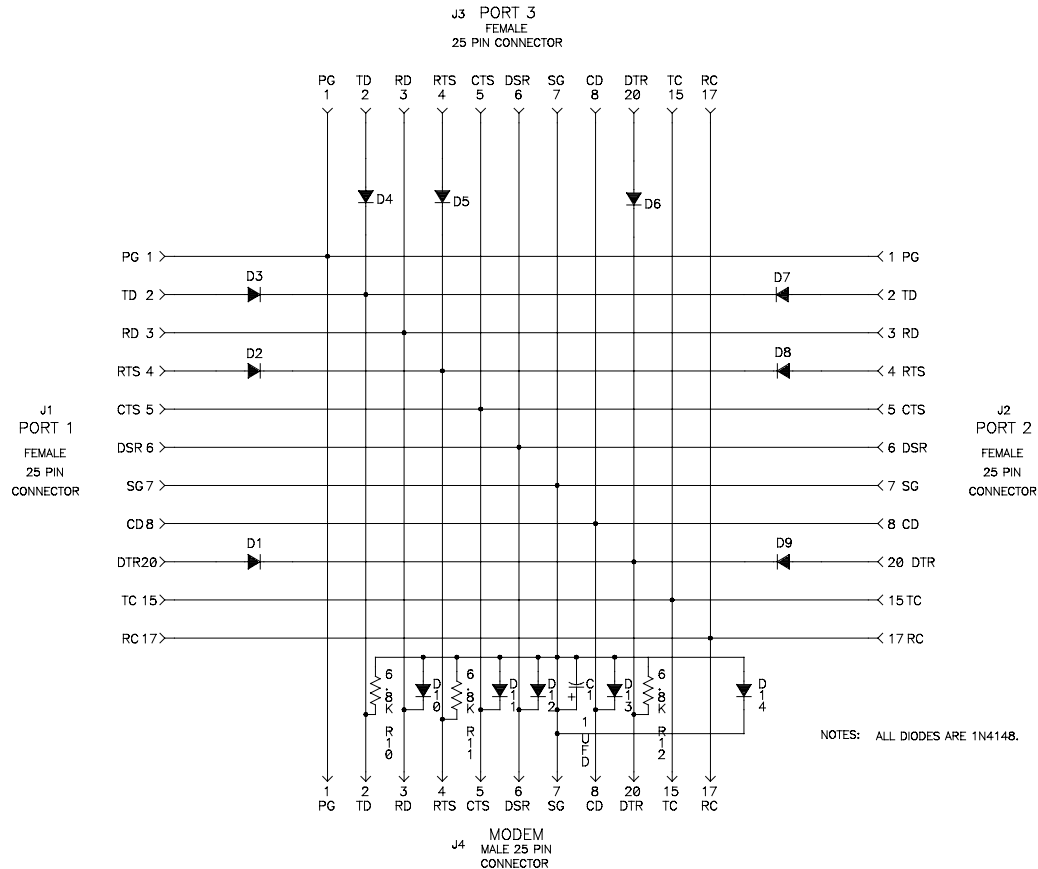 J3 PORT 3
FEMALE
25 PIN CONNECTOR
PG TD RD RTS CTS DSR SG CD DTR TC RC
1 2 3 4 5 6 7 8 20 15 17
D4 D5 D6
PG 1 1 PG
D3 D7
TD 2 2 TD
RD 3 3 RD
D2 D8
RTS 4 4 RTS
CTS 5 5 CTS
DSR 6 6 DSR
SG 7 7 SG
CD 8 8 CD
D1 D9
DTR 20 20 DTR
TC 15 15 TC
RC 17 17 RC
J1
PORT 1
FEMALE
25 PIN
CONNECTOR
J2
PORT 2
FEMALE
25 PIN
CONNECTOR
6.8K R10
D10
6.8K R11
D11
D12
+
C1
1 UFD
D13
6.8K R12
D14
NOTES: ALL DIODES ARE 1N4148.
1 2 3 4 5 6 7 8 20 15 17
PG TD RD RTS CTS DSR SG CD DTR TC RC
J4 MODEM
MALE 25 PIN
CONNECTOR